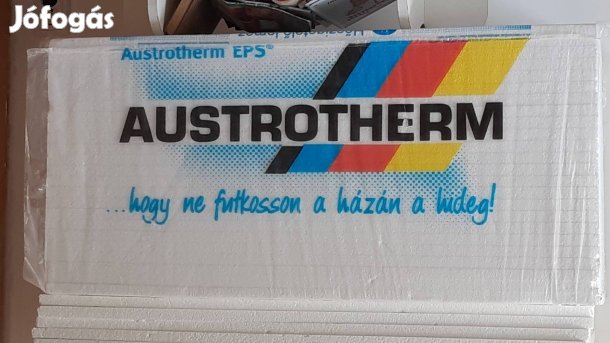 Jófogás
Austrotherm EPS®
AUSTROTHERM
...hogy ne futkosson a házán a hideg!